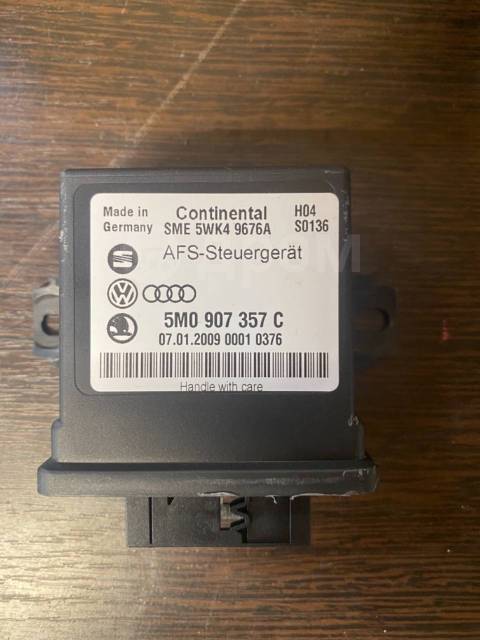 Made in Germany
Continental
SME 5WK4 9676A
H04
S0136
AFS-Steuergerät
5M0 907 357 C
07.01.2009 0001 0376
Handle with care